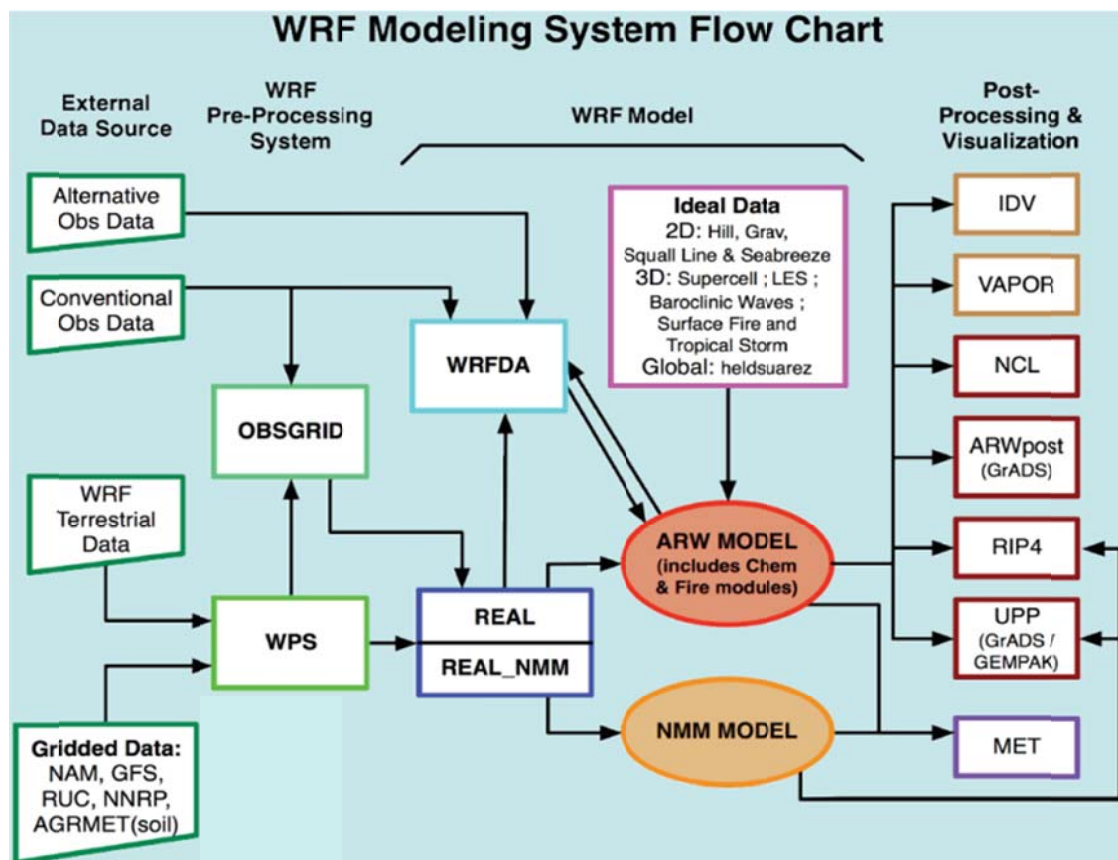 WRF Modeling System Flow Chart
External
Data Source
WRF
Pre-Processing
System
WRF Model
Post-
Processing &
Visualization
Alternative
Obs Data
Conventional
Obs Data
WRF
Terrestrial
Data
Gridded Data:
NAM, GFS,
RUC, NNRP,
AGRMET(soil)
OBSGRID
WPS
WRFDA
REAL
REAL_NMM
Ideal Data
2D: Hill, Grav,
Squall Line & Seabreeze
3D: Supercell ; LES ;
Baroclinic Waves ;
Surface Fire and
Tropical Storm
Global: heldsuarez
ARW MODEL
(includes Chem
& Fire modules)
NMM MODEL
IDV
VAPOR
NCL
ARWpost
(GrADS)
RIP4
UPP
(GrADS /
GEMPAK)
MET